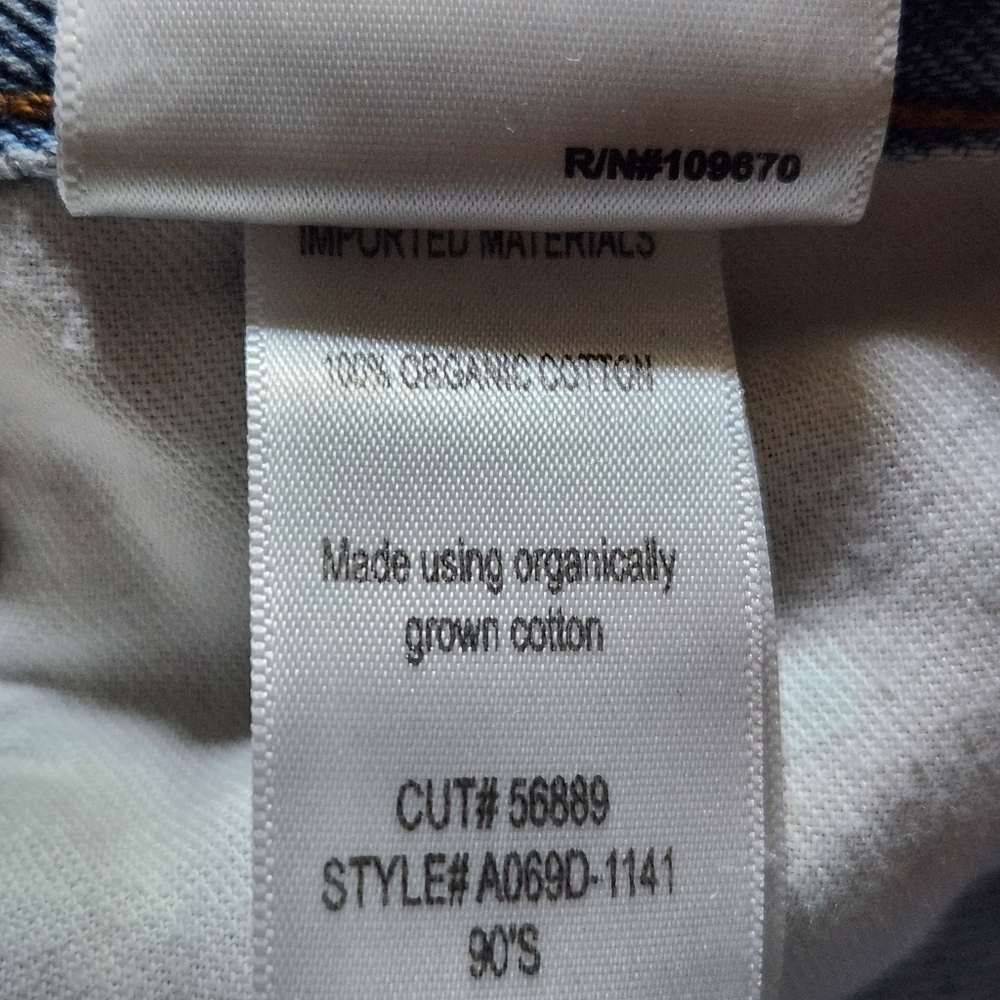 R/N#109670
IMPORTED MATERIALS
100% ORGANIC COTTON
Made using organically
grown cotton
CUT# 56889
STYLE# A069D-1141
90'S